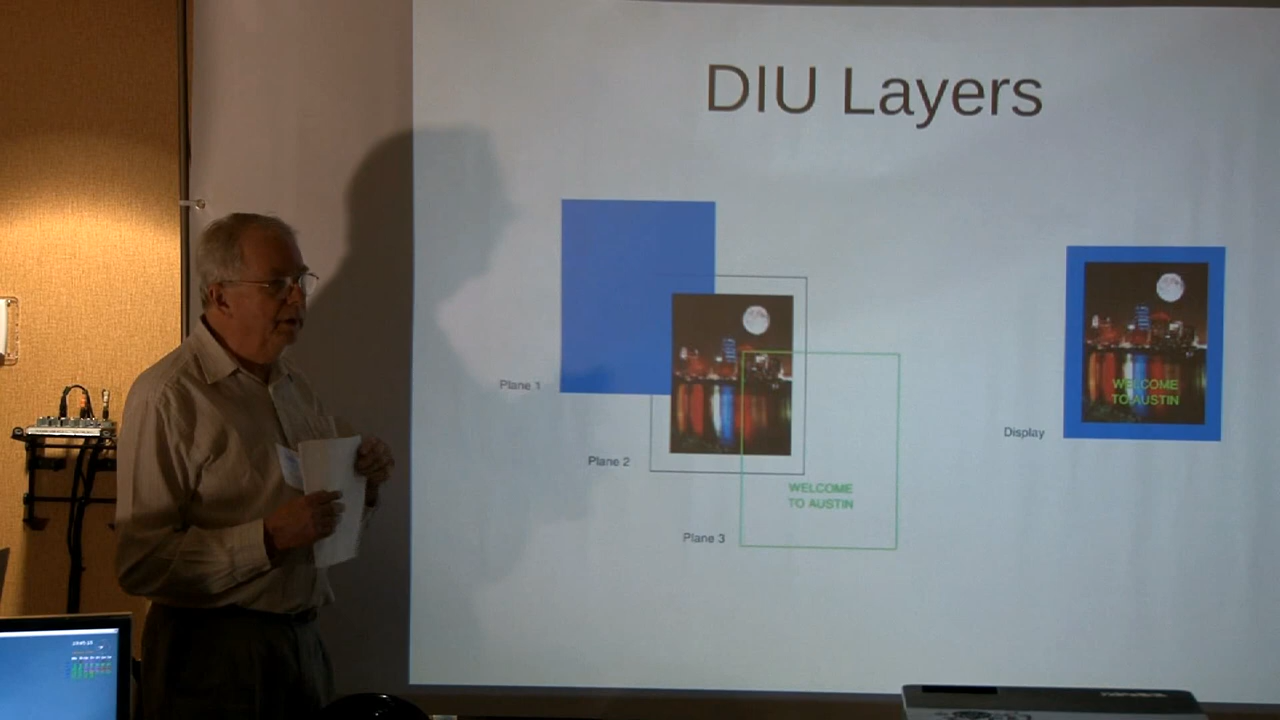 DIU Layers
Plane 1
Plane 2
WELCOME
TO AUSTIN
Plane 3
WELCOME
TO AUSTIN
Display